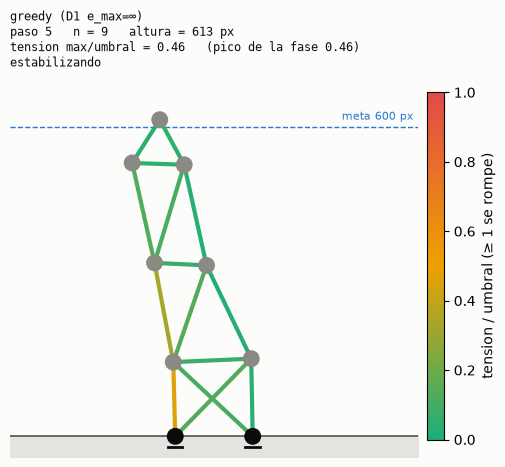 greedy (D1 e_max=∞)
paso 5   n = 9   altura = 613 px
tension max/umbral = 0.46   (pico de la fase 0.46)
estabilizando
meta 600 px
1.0
0.8
0.6
0.4
0.2
0.0
tensión / umbral (≥ 1 se rompe)